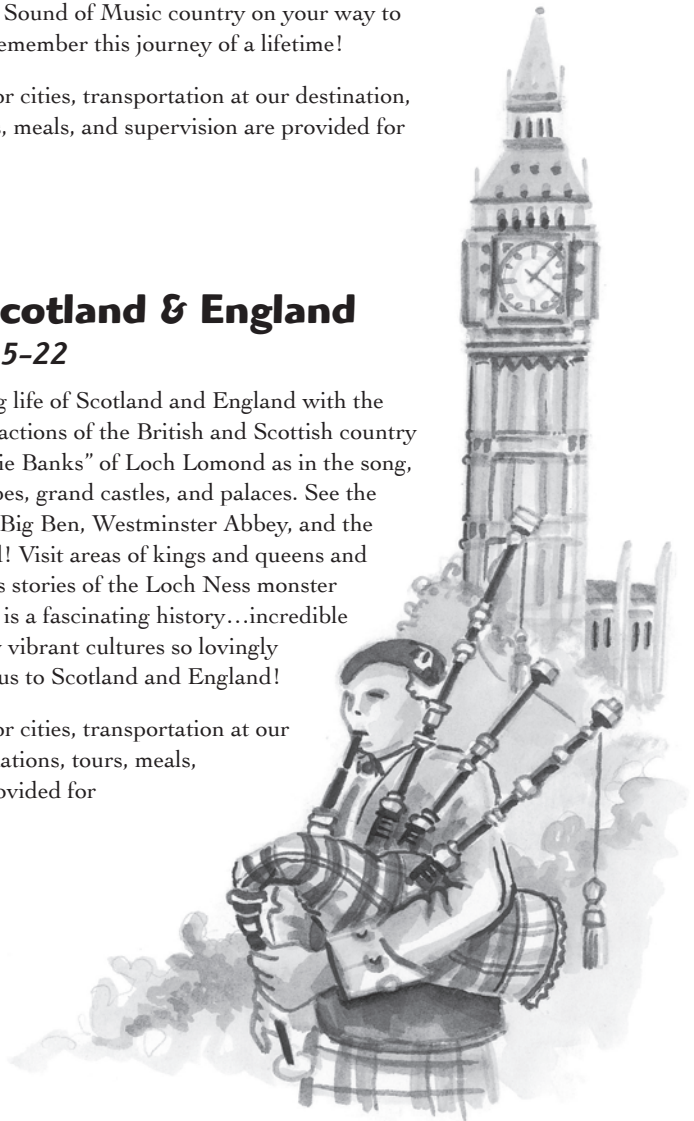 Sound of Music country on your way to
emember this journey of a lifetime!
or cities, transportation at our destination,
, meals, and supervision are provided for
cotland & England
5–22
g life of Scotland and England with the
actions of the British and Scottish country
ie Banks” of Loch Lomond as in the song,
pes, grand castles, and palaces. See the
Big Ben, Westminster Abbey, and the
! Visit areas of kings and queens and
s stories of the Loch Ness monster
is a fascinating history…incredible
vibrant cultures so lovingly
us to Scotland and England!
or cities, transportation at our
ations, tours, meals,
ovided for